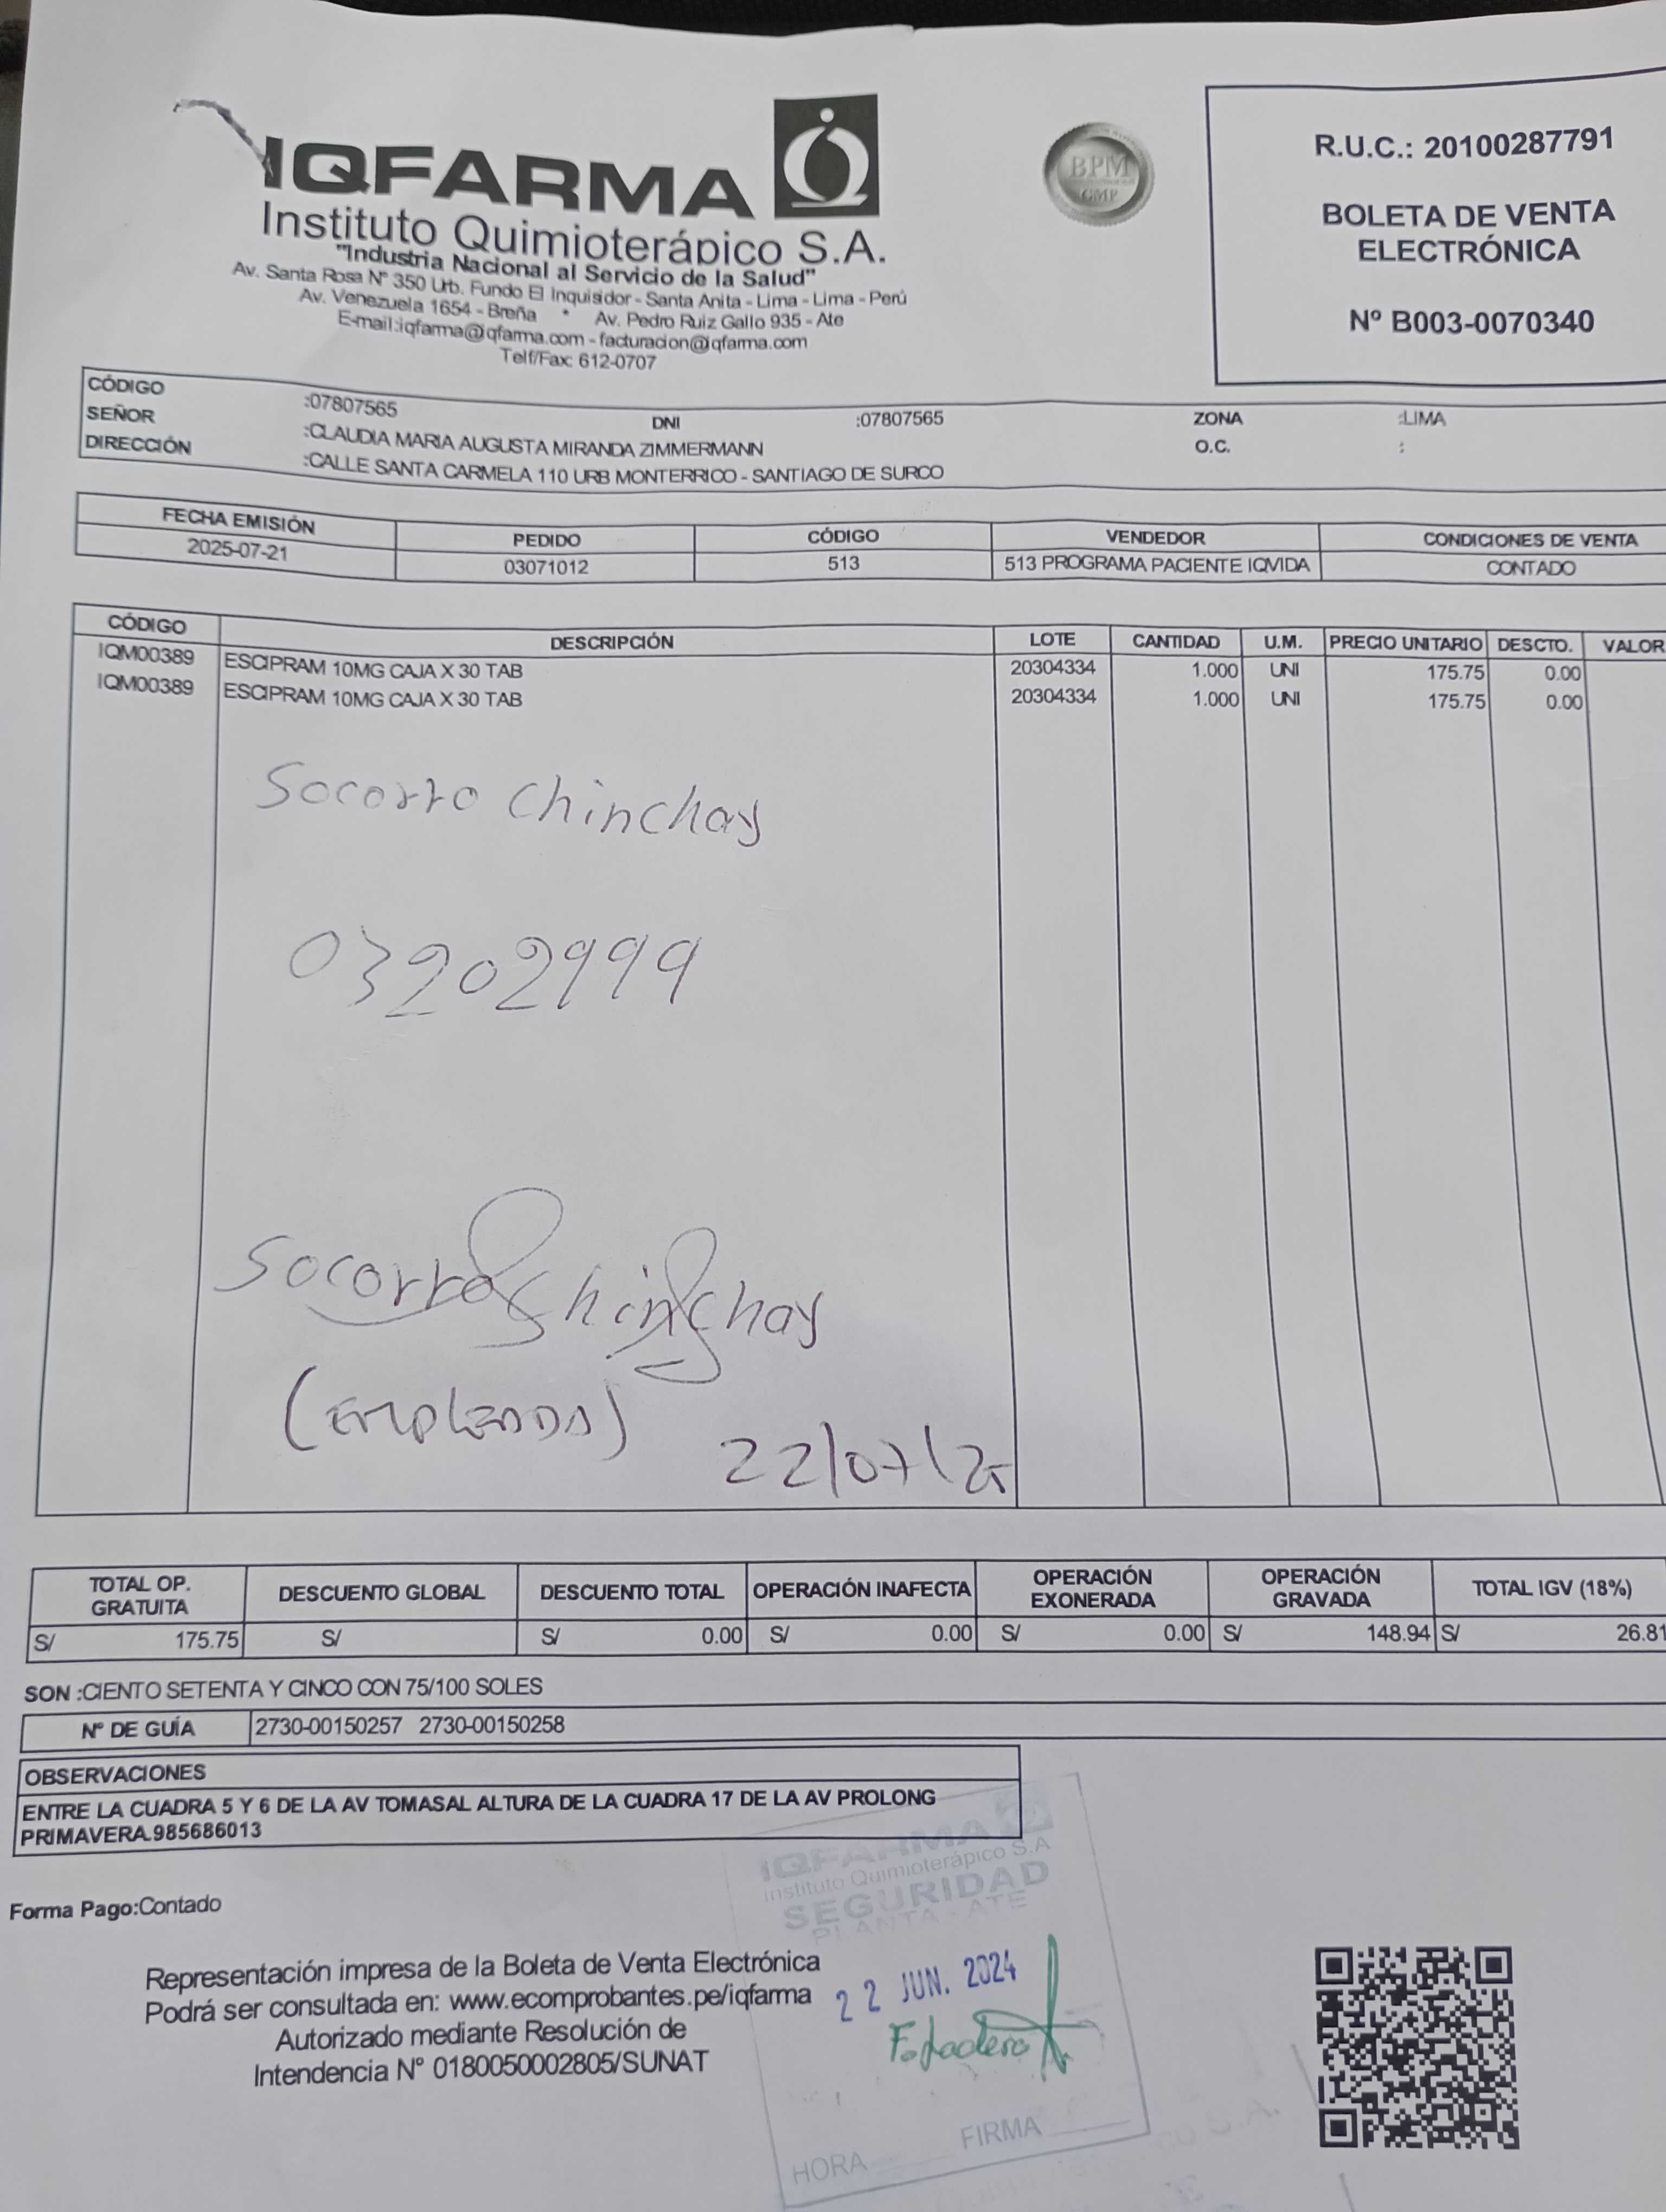 IQFARMA
Instituto Quimioterápico S.A.
"Industria Nacional al Servicio de la Salud"
Av. Santa Rosa Nº 350 Urb. Fundo El Inquisidor - Santa Anita - Lima - Lima - Perú
Av. Venezuela 1654 - Breña * Av. Pedro Ruiz Gallo 935 - Ate
E-mail:iqfarma@iqfarma.com - facturacion@iqfarma.com
Telf/Fax: 612-0707
BPM
GMP
R.U.C.: 20100287791
BOLETA DE VENTA
ELECTRÓNICA
Nº B003-0070340
CÓDIGO :07807565 DNI :07807565 ZONA :LIMA
SEÑOR :CLAUDIA MARIA AUGUSTA MIRANDA ZIMMERMANN O.C. :
DIRECCIÓN :CALLE SANTA CARMELA 110 URB MONTERRICO - SANTIAGO DE SURCO
FECHA EMISIÓN PEDIDO CÓDIGO VENDEDOR CONDICIONES DE VENTA
2025-07-21 03071012 513 513 PROGRAMA PACIENTE IQVIDA CONTADO
CÓDIGO DESCRIPCIÓN LOTE CANTIDAD U.M. PRECIO UNITARIO DESCTO. VALOR
IQM00389 ESCIPRAM 10MG CAJA X 30 TAB 20304334 1.000 UNI 175.75 0.00
IQM00389 ESCIPRAM 10MG CAJA X 30 TAB 20304334 1.000 UNI 175.75 0.00
Socorro Chinchay
03202999
Socorro Chinchay
(EMPLEADA)
22/07/25
TOTAL OP. GRATUITA DESCUENTO GLOBAL DESCUENTO TOTAL OPERACIÓN INAFECTA OPERACIÓN EXONERADA OPERACIÓN GRAVADA TOTAL IGV (18%)
S/ 175.75 S/ S/ 0.00 S/ 0.00 S/ 0.00 S/ 148.94 S/ 26.81
SON :CIENTO SETENTA Y CINCO CON 75/100 SOLES
Nº DE GUÍA 2730-00150257 2730-00150258
OBSERVACIONES
ENTRE LA CUADRA 5 Y 6 DE LA AV TOMASAL ALTURA DE LA CUADRA 17 DE LA AV PROLONG
PRIMAVERA.985686013
Forma Pago:Contado
Representación impresa de la Boleta de Venta Electrónica
Podrá ser consultada en: www.ecomprobantes.pe/iqfarma
Autorizado mediante Resolución de
Intendencia Nº 0180050002805/SUNAT
IQFARMA
Instituto Quimioterápico S.A
SEGURIDAD
PLANTA - ATE
22 JUN. 2024
HORA FIRMA